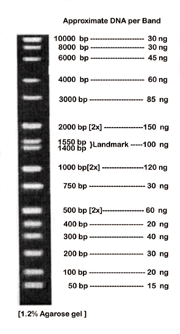 Approximate DNA per Band
10000 bp ------------------ 30 ng
8000 bp ------------------ 30 ng
6000 bp ------------------ 45 ng
4000 bp ------------------ 60 ng
3000 bp ------------------ 85 ng
2000 bp [2x] --------------150 ng
1550 bp
1400 bp }Landmark -----100 ng
1000 bp[2x] --------------120 ng
750 bp ------------------ 30 ng
500 bp [2x]-------------- 60 ng
400 bp ------------------ 20 ng
300 bp ------------------ 40 ng
200 bp ------------------ 30 ng
100 bp ------------------ 20 ng
50 bp ------------------- 15 ng
[1.2% Agarose gel ]